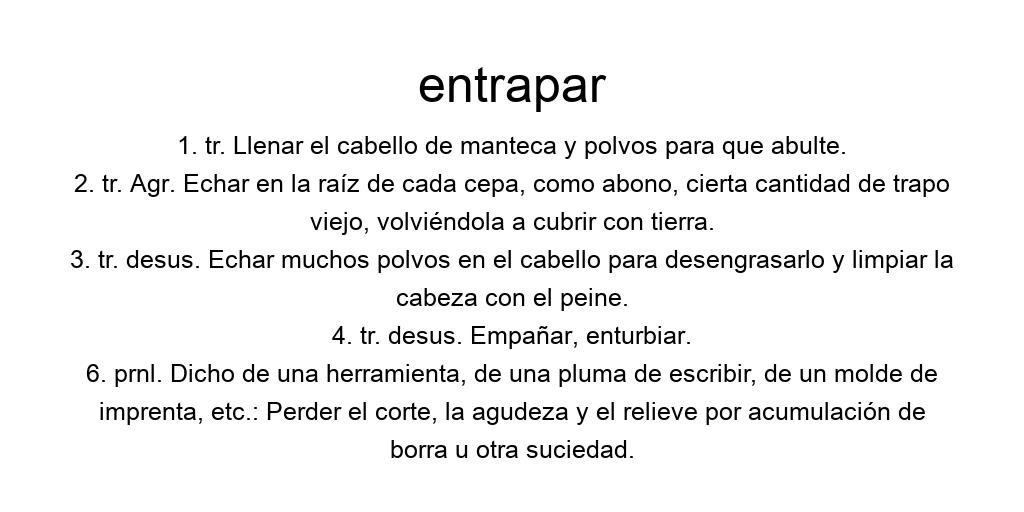 entrapar
1. tr. Llenar el cabello de manteca y polvos para que abulte.
2. tr. Agr. Echar en la raíz de cada cepa, como abono, cierta cantidad de trapo
viejo, volviéndola a cubrir con tierra.
3. tr. desus. Echar muchos polvos en el cabello para desengrasarlo y limpiar la
cabeza con el peine.
4. tr. desus. Empañar, enturbiar.
6. prnl. Dicho de una herramienta, de una pluma de escribir, de un molde de
imprenta, etc.: Perder el corte, la agudeza y el relieve por acumulación de
borra u otra suciedad.